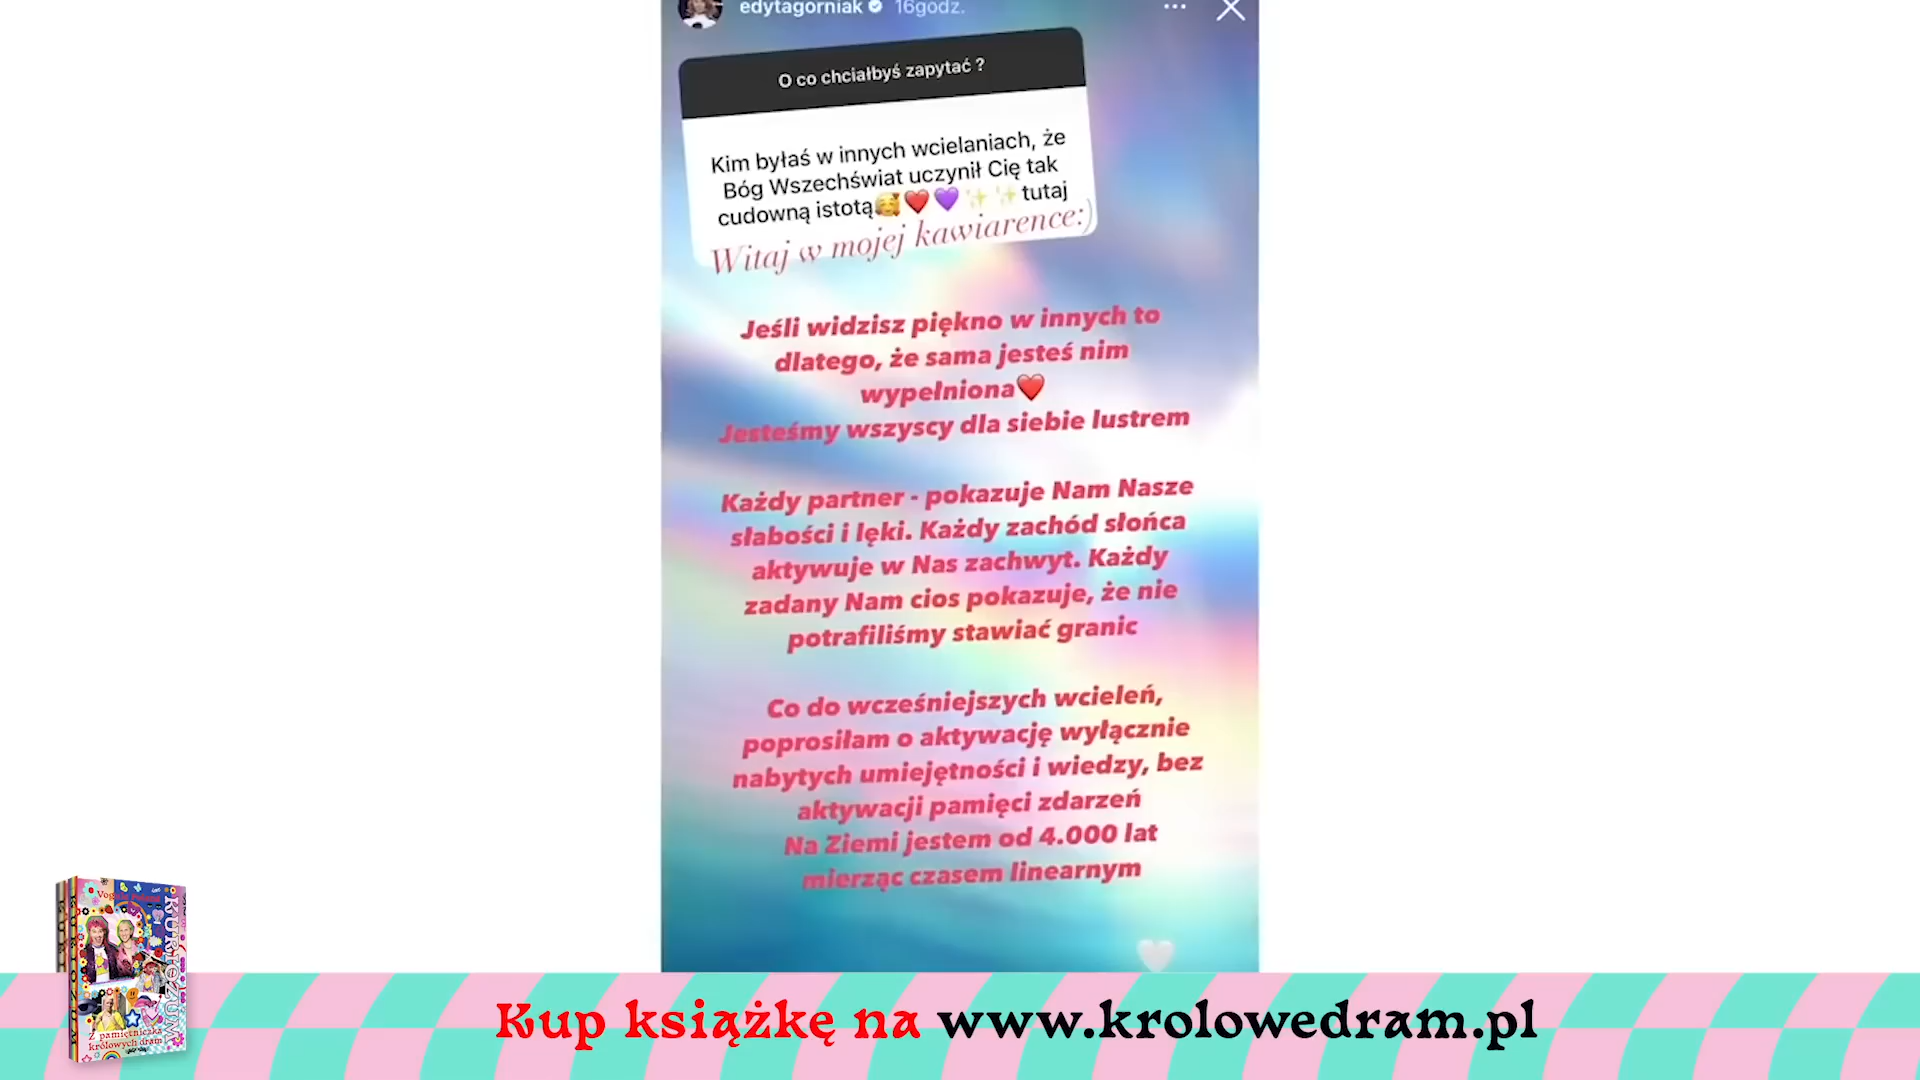 edytagorniak 16godz.
O co chciałbyś zapytać ?
Kim byłaś w innych wcielaniach, że
Bóg Wszechświat uczynił Cię tak
cudowną istotą🥰❤️💜✨✨tutaj
Witaj w mojej kawiarence:)
Jeśli widzisz piękno w innych to
dlatego, że sama jesteś nim
wypełniona❤️
Jesteśmy wszyscy dla siebie lustrem
Każdy partner - pokazuje Nam Nasze
słabości i lęki. Każdy zachód słońca
aktywuje w Nas zachwyt. Każdy
zadany Nam cios pokazuje, że nie
potrafiliśmy stawiać granic
Co do wcześniejszych wcieleń,
poprosiłam o aktywację wyłącznie
nabytych umiejętności i wiedzy, bez
aktywacji pamięci zdarzeń
Na Ziemi jestem od 4.000 lat
mierząc czasem linearnym
Z pamiętniczka
królowych dram
Kup książkę na www.krolowedram.pl